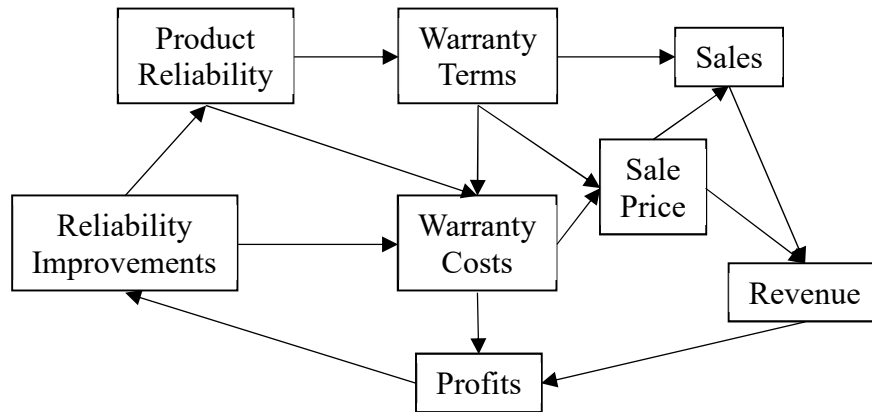 Product
Reliability
Warranty
Terms
Sales
Sale
Price
Reliability
Improvements
Warranty
Costs
Revenue
Profits